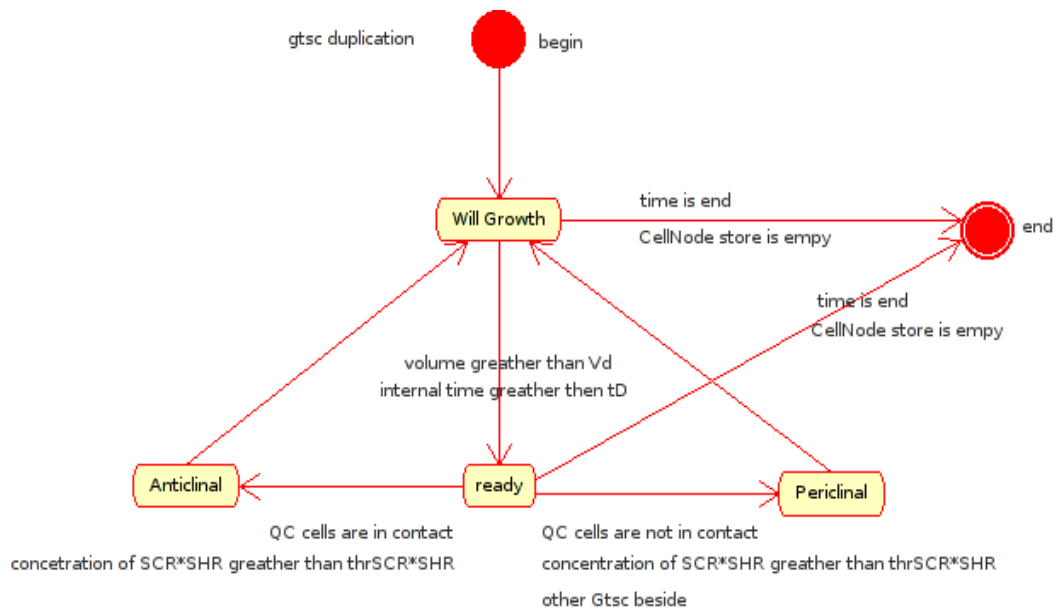 gtsc duplication
begin
Will Growth
time is end
CellNode store is empy
end
time is end
CellNode store is empy
volume greather than Vd
internal time greather then tD
Anticlinal
ready
Periclinal
QC cells are in contact
concetration of SCR*SHR greather than thrSCR*SHR
QC cells are not in contact
concentration of SCR*SHR greather than thrSCR*SHR
other Gtsc beside